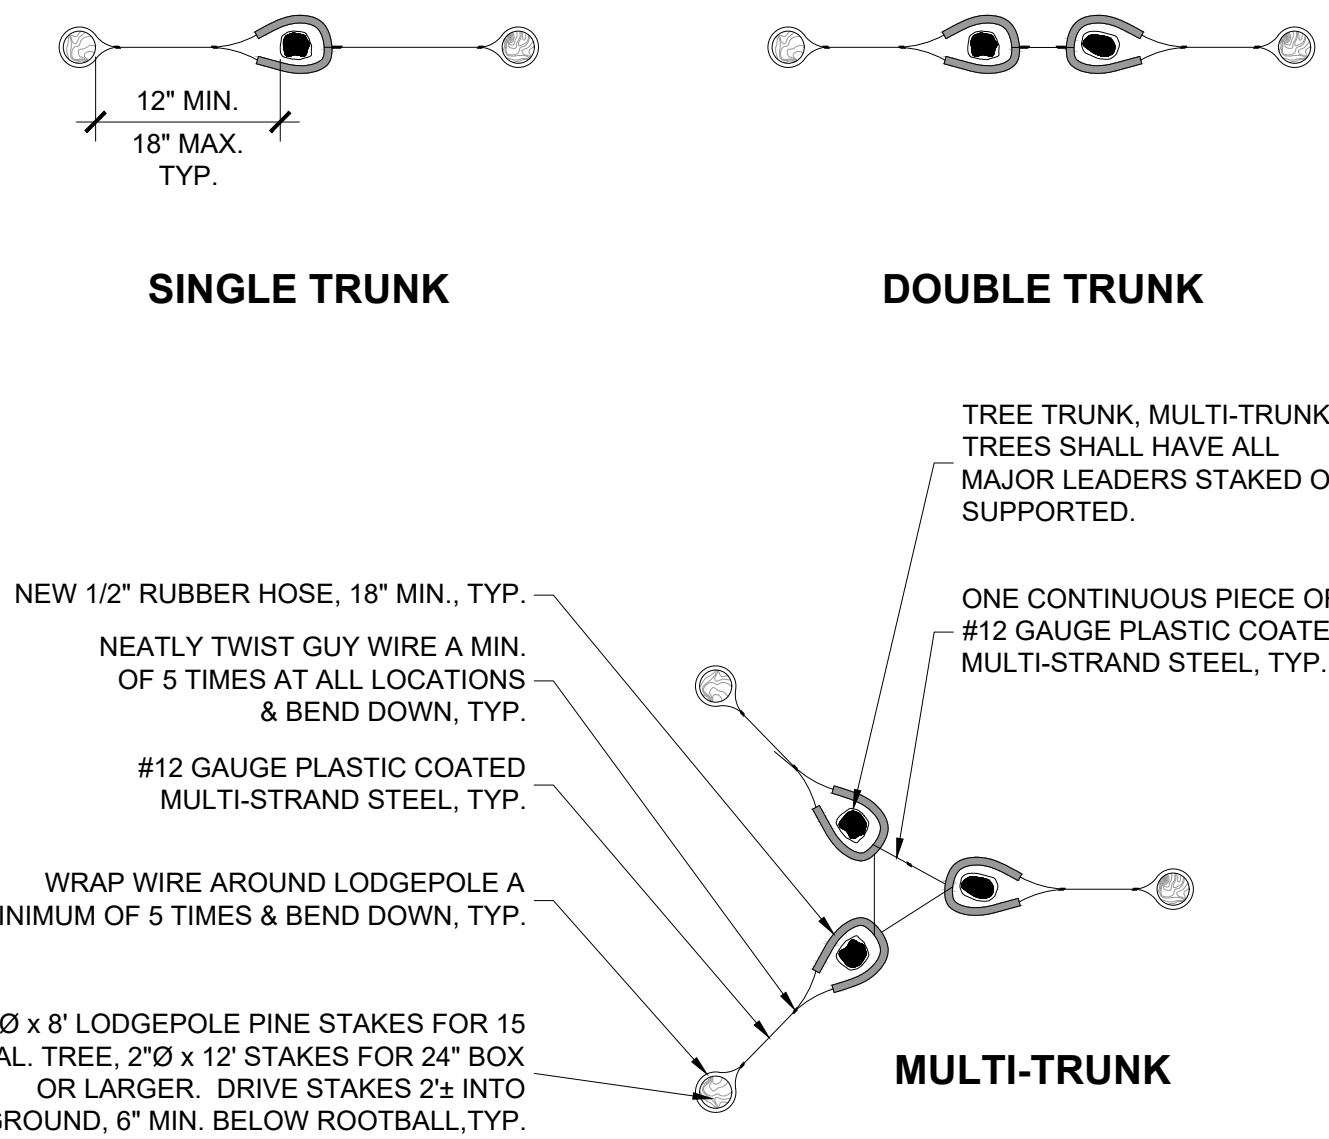 12" MIN.
18" MAX.
TYP.
SINGLE TRUNK
DOUBLE TRUNK
TREE TRUNK, MULTI-TRUNK
TREES SHALL HAVE ALL
MAJOR LEADERS STAKED
SUPPORTED.
ONE CONTINUOUS PIECE
#12 GAUGE PLASTIC
MULTI-STRAND STEEL, TYP.
NEW 1/2" RUBBER HOSE, 18" MIN., TYP.
NEATLY TWIST GUY WIRE A MIN.
OF 5 TIMES AT ALL LOCATIONS
& BEND DOWN, TYP.
#12 GAUGE PLASTIC COATED
MULTI-STRAND STEEL, TYP.
WRAP WIRE AROUND LODGEPOLE A
OF 5 TIMES & BEND DOWN, TYP.
Ø x 8' LODGEPOLE PINE STAKES FOR 15
TREE, 2"Ø x 12' STAKES FOR 24" BOX
OR LARGER. DRIVE STAKES 2'± INTO
GROUND, 6" MIN. BELOW ROOTBALL,TYP.
MULTI-TRUNK